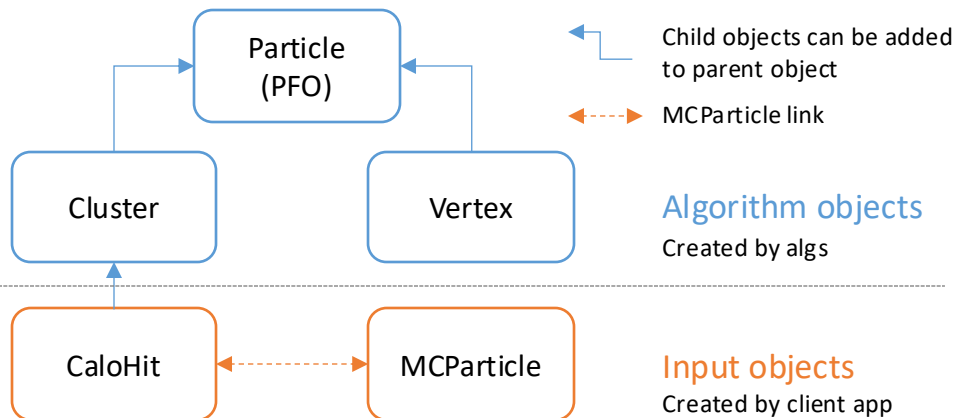 Particle
(PFO)
Child objects can be added
to parent object
MCParticle link
Cluster
Vertex
Algorithm objects
Created by algs
CaloHit
MCParticle
Input objects
Created by client app